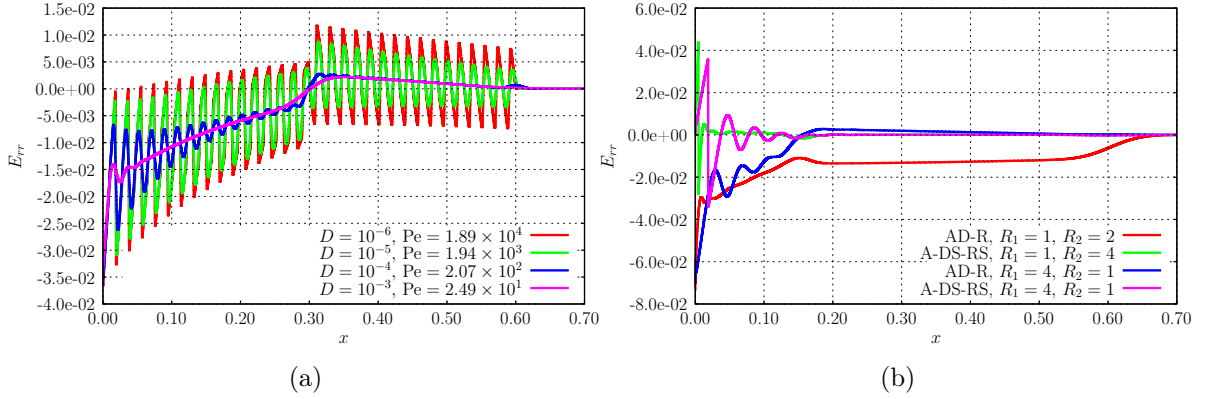 1.5e-02
1.0e-02
5.0e-03
0.0e+00
-5.0e-03
-1.0e-02
-1.5e-02
-2.0e-02
-2.5e-02
-3.0e-02
-3.5e-02
-4.0e-02
E_rr
D = 10^-6, Pe = 1.89 × 10^4
D = 10^-5, Pe = 1.94 × 10^3
D = 10^-4, Pe = 2.07 × 10^2
D = 10^-3, Pe = 2.49 × 10^1
0.00 0.10 0.20 0.30 0.40 0.50 0.60 0.70
x
(a)
6.0e-02
4.0e-02
2.0e-02
0.0e+00
-2.0e-02
-4.0e-02
-6.0e-02
-8.0e-02
E_rr
AD-R, R_1 = 1, R_2 = 2
A-DS-RS, R_1 = 1, R_2 = 4
AD-R, R_1 = 4, R_2 = 1
A-DS-RS, R_1 = 4, R_2 = 1
0.00 0.10 0.20 0.30 0.40 0.50 0.60 0.70
x
(b)